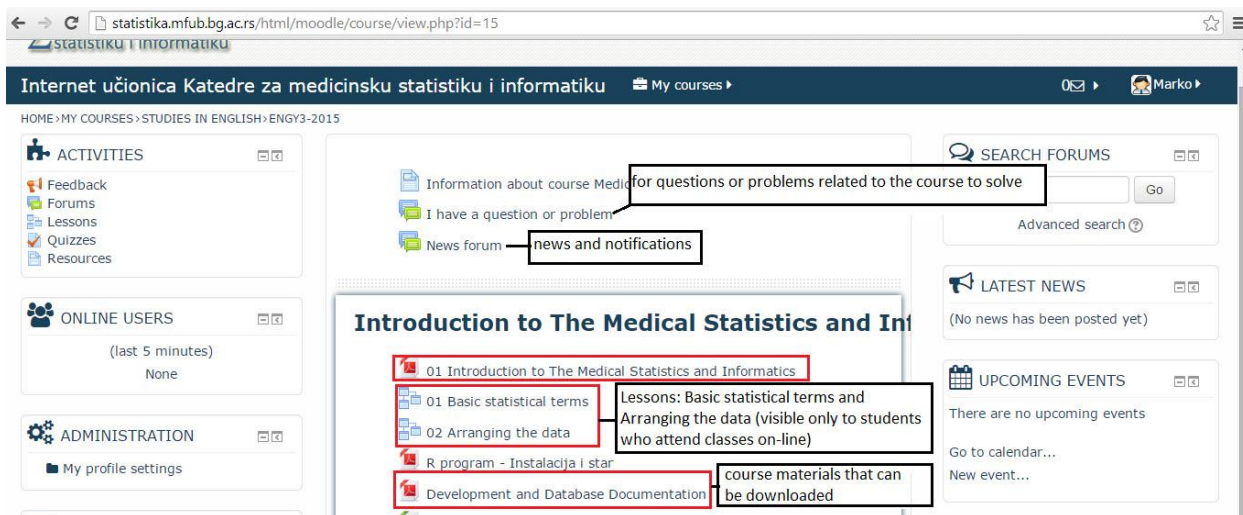 statistika.mfub.bg.ac.rs/html/moodle/course/view.php?id=15
statistiku i informatiku
Internet učionica Katedre za medicinsku statistiku i informatiku
My courses
0
Marko
HOME › MY COURSES › STUDIES IN ENGLISH › ENGY3-2015
ACTIVITIES
Feedback
Forums
Lessons
Quizzes
Resources
ONLINE USERS
(last 5 minutes)
None
ADMINISTRATION
My profile settings
Information about course Medic
for questions or problems related to the course to solve
I have a question or problem
News forum
news and notifications
Introduction to The Medical Statistics and Inf
01 Introduction to The Medical Statistics and Informatics
01 Basic statistical terms
02 Arranging the data
Lessons: Basic statistical terms and
Arranging the data (visible only to students
who attend classes on-line)
R program - Instalacija i star
Development and Database Documentation
course materials that can
be downloaded
SEARCH FORUMS
Go
Advanced search
LATEST NEWS
(No news has been posted yet)
UPCOMING EVENTS
There are no upcoming events
Go to calendar...
New event...